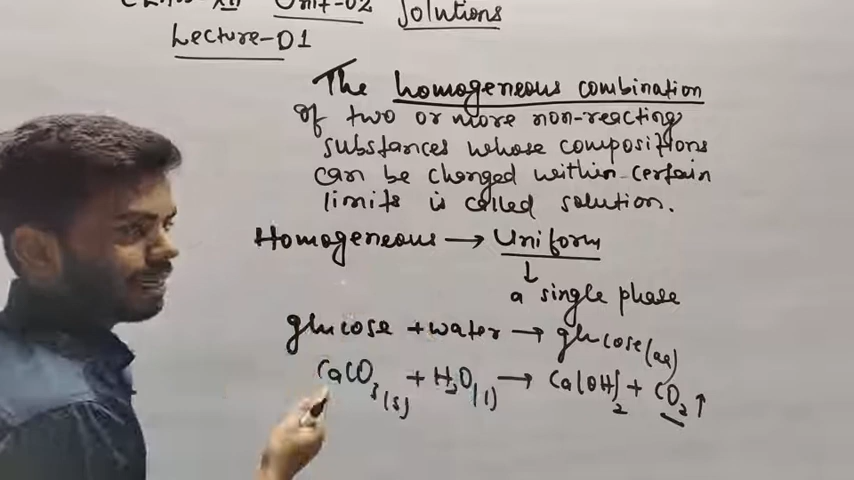 Unit-02 Solutions
Lecture-01
The homogeneous combination
of two or more non-reacting
substances whose compositions
can be changed within certain
limits is called solution.
Homogeneous → Uniform
↓
a single phase
glucose + water → glucose(aq)
CaCO₃(s) + H₂O(l) → Ca(OH)₂ + CO₂↑